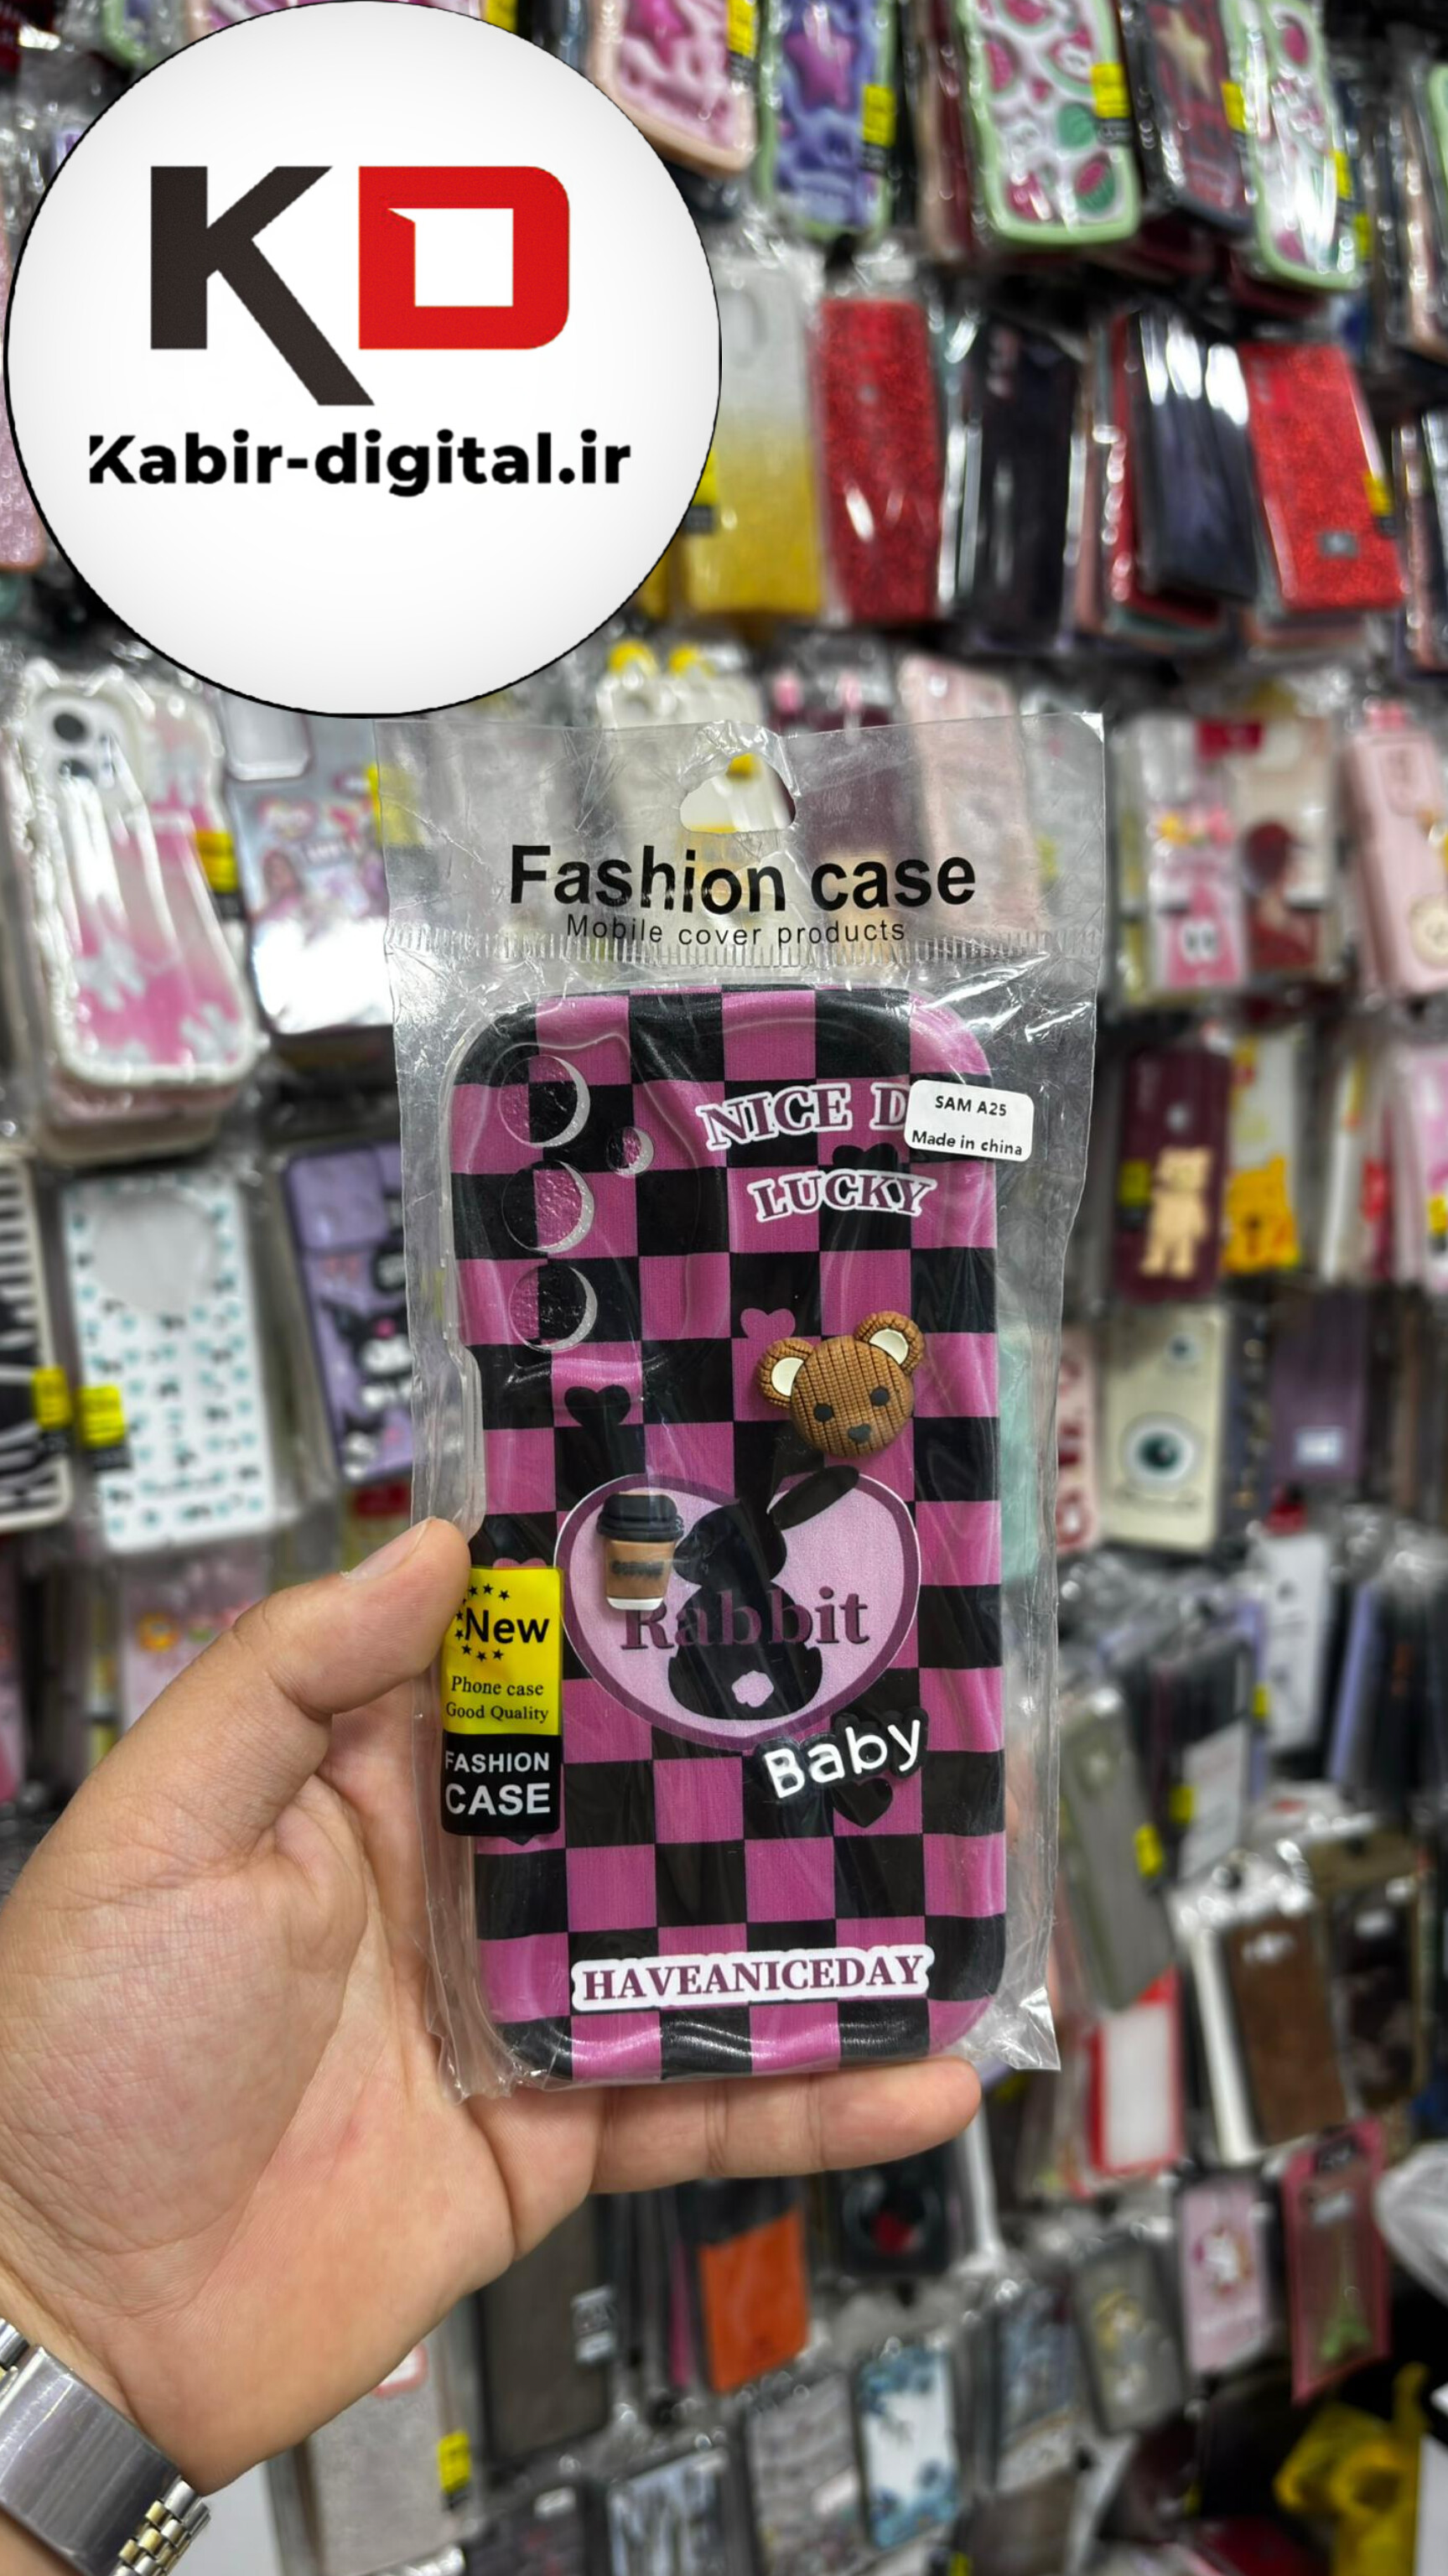 KD
Kabir-digital.ir
Fashion case
Mobile cover products
NICE D
SAM A25
Made in china
LUCKY
Rabbit
New
Phone case
Good Quality
Baby
FASHION
CASE
HAVEANICEDAY